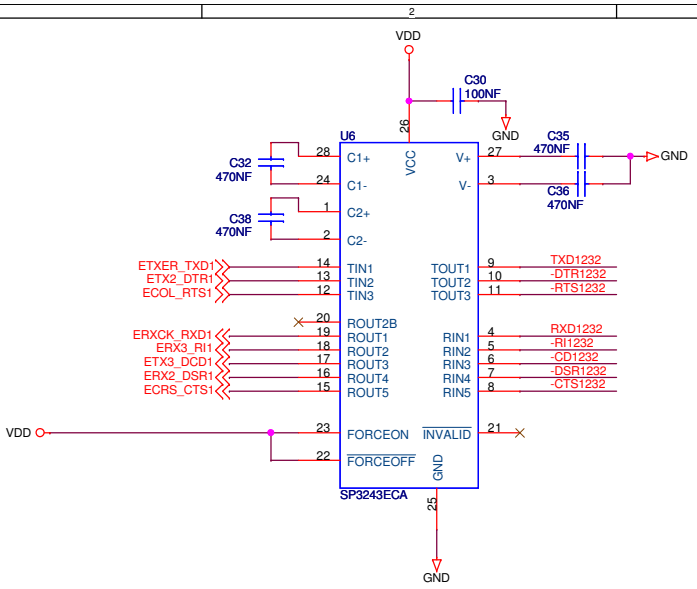 2
VDD
C30
100NF
GND
26
U6
VCC
C32
470NF
28
C1+
24
C1-
C38
470NF
1
C2+
2
C2-
V+
27
C35
470NF
GND
V-
3
C36
470NF
ETXER_TXD1
14
TIN1
ETX2_DTR1
13
TIN2
ECOL_RTS1
12
TIN3
TOUT1
9
TXD1232
TOUT2
10
-DTR1232
TOUT3
11
-RTS1232
20
ROUT2B
ERXCK_RXD1
19
ROUT1
ERX3_RI1
18
ROUT2
ETX3_DCD1
17
ROUT3
ERX2_DSR1
16
ROUT4
ECRS_CTS1
15
ROUT5
RIN1
4
RXD1232
RIN2
5
-RI1232
RIN3
6
-CD1232
RIN4
7
-DSR1232
RIN5
8
-CTS1232
VDD
23
FORCEON
22
FORCEOFF
INVALID
21
GND
SP3243ECA
25
GND